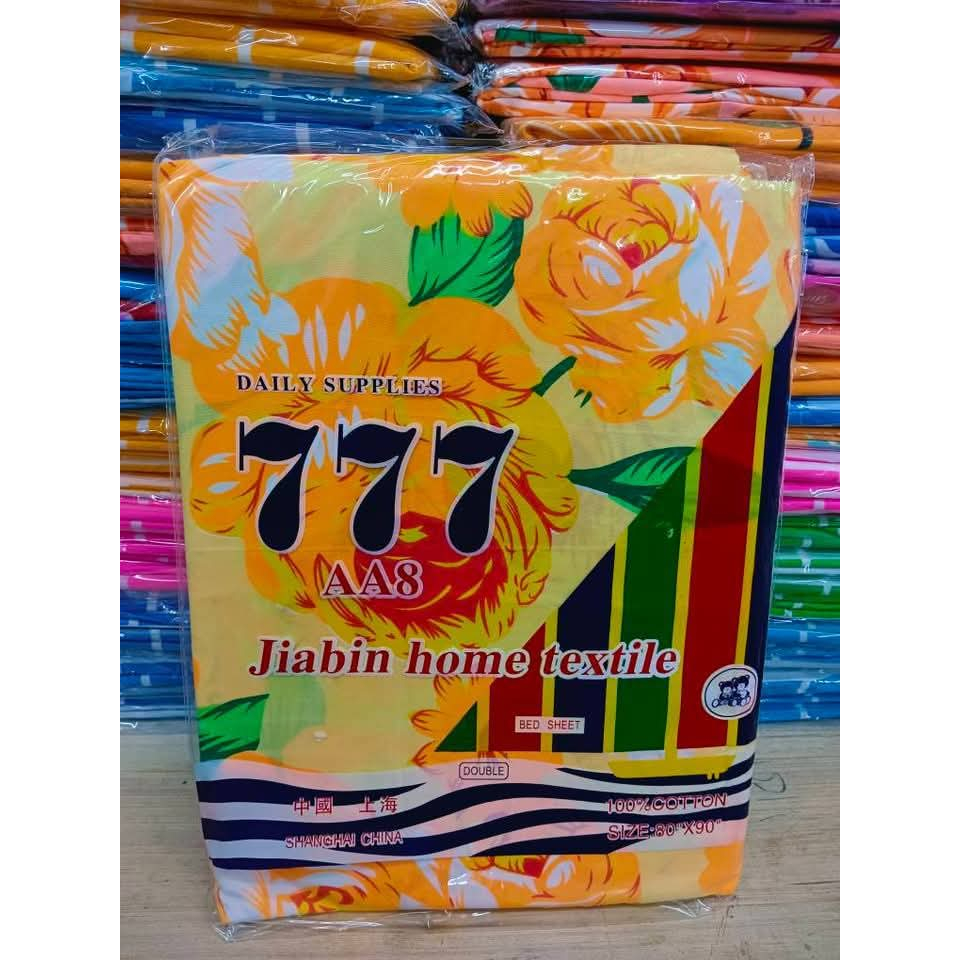 DAILY SUPPLIES
777
AA8
Jiabin home textile
BED SHEET
DOUBLE
中國 上海
SHANGHAI CHINA
100%COTTON
SIZE:80"X90"